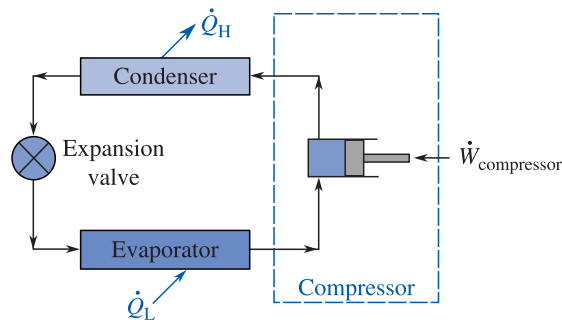 Q̇H
Condenser
Expansion
valve
Ẇcompressor
Evaporator
Compressor
Q̇L